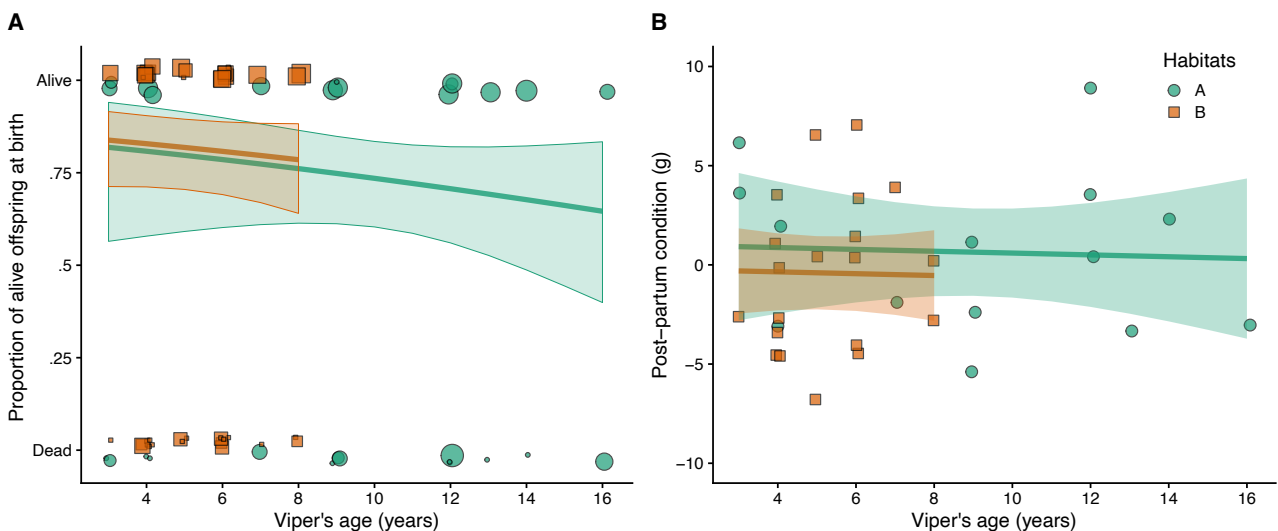 A
Proportion of alive offspring at birth
Alive
.75
.5
.25
Dead
4 6 8 10 12 14 16
Viper's age (years)
B
Post−partum condition (g)
10
5
0
−5
−10
4 6 8 10 12 14 16
Viper's age (years)
Habitats
A
B